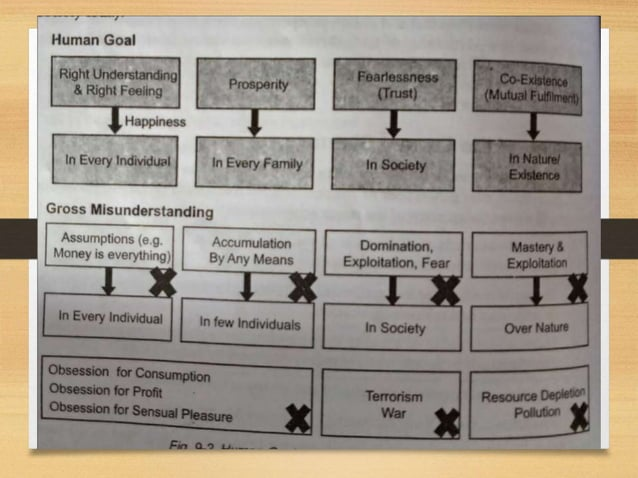 Human Goal
Right Understanding
& Right Feeling
Prosperity
Fearlessness
(Trust)
Co-Existence
(Mutual Fulfilment)
Happiness
In Every Individual
In Every Family
In Society
In Nature/
Existence
Gross Misunderstanding
Assumptions (e.g.
Money is everything)
Accumulation
By Any Means
Domination,
Exploitation, Fear
Mastery &
Exploitation
In Every Individual
In few Individuals
In Society
Over Nature
Obsession for Consumption
Obsession for Profit
Obsession for Sensual Pleasure
Terrorism
War
Resource Depletion
Pollution